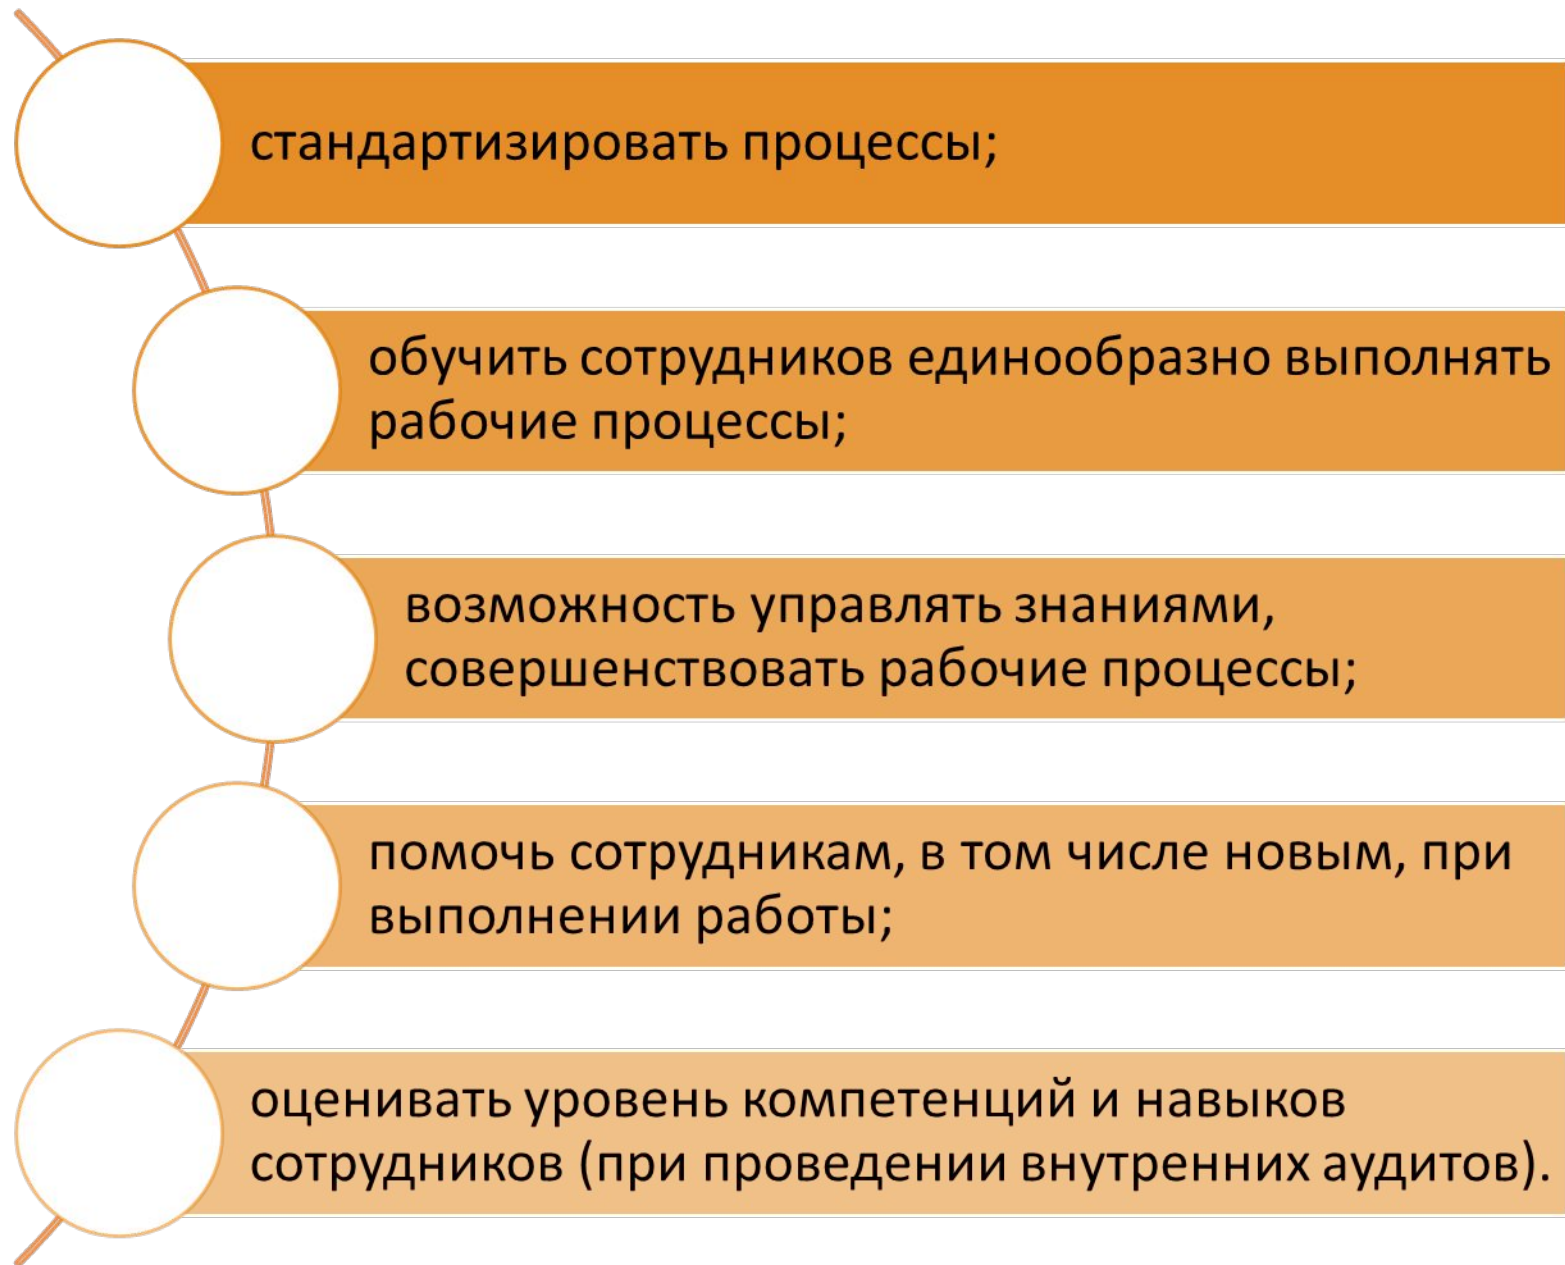 стандартизировать процессы;
обучить сотрудников единообразно выполнять
рабочие процессы;
возможность управлять знаниями,
совершенствовать рабочие процессы;
помочь сотрудникам, в том числе новым, при
выполнении работы;
оценивать уровень компетенций и навыков
сотрудников (при проведении внутренних аудитов).